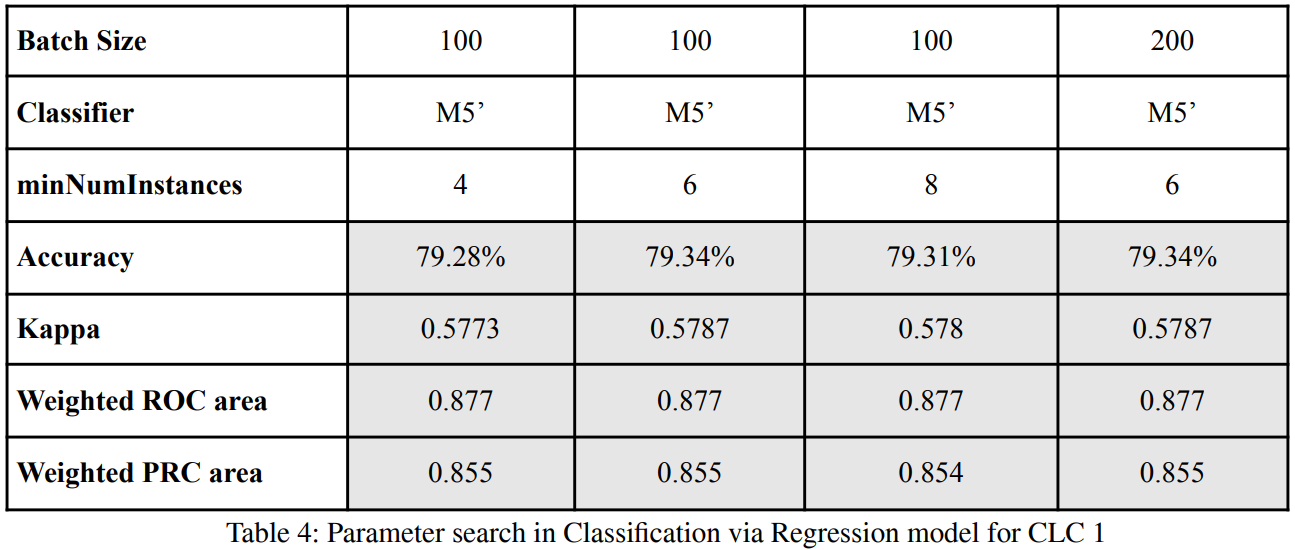 Batch Size 100 100 100 200
Classifier M5’ M5’ M5’ M5’
minNumInstances 4 6 8 6
Accuracy 79.28% 79.34% 79.31% 79.34%
Kappa 0.5773 0.5787 0.578 0.5787
Weighted ROC area 0.877 0.877 0.877 0.877
Weighted PRC area 0.855 0.855 0.854 0.855
Table 4: Parameter search in Classification via Regression model for CLC 1